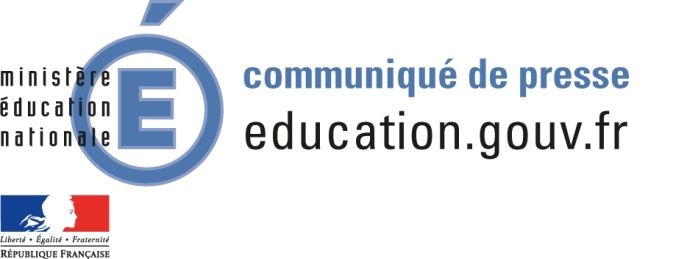 ministère
éducation
nationale
É
communiqué de presse
education.gouv.fr
Liberté • Égalité • Fraternité
RÉPUBLIQUE FRANÇAISE